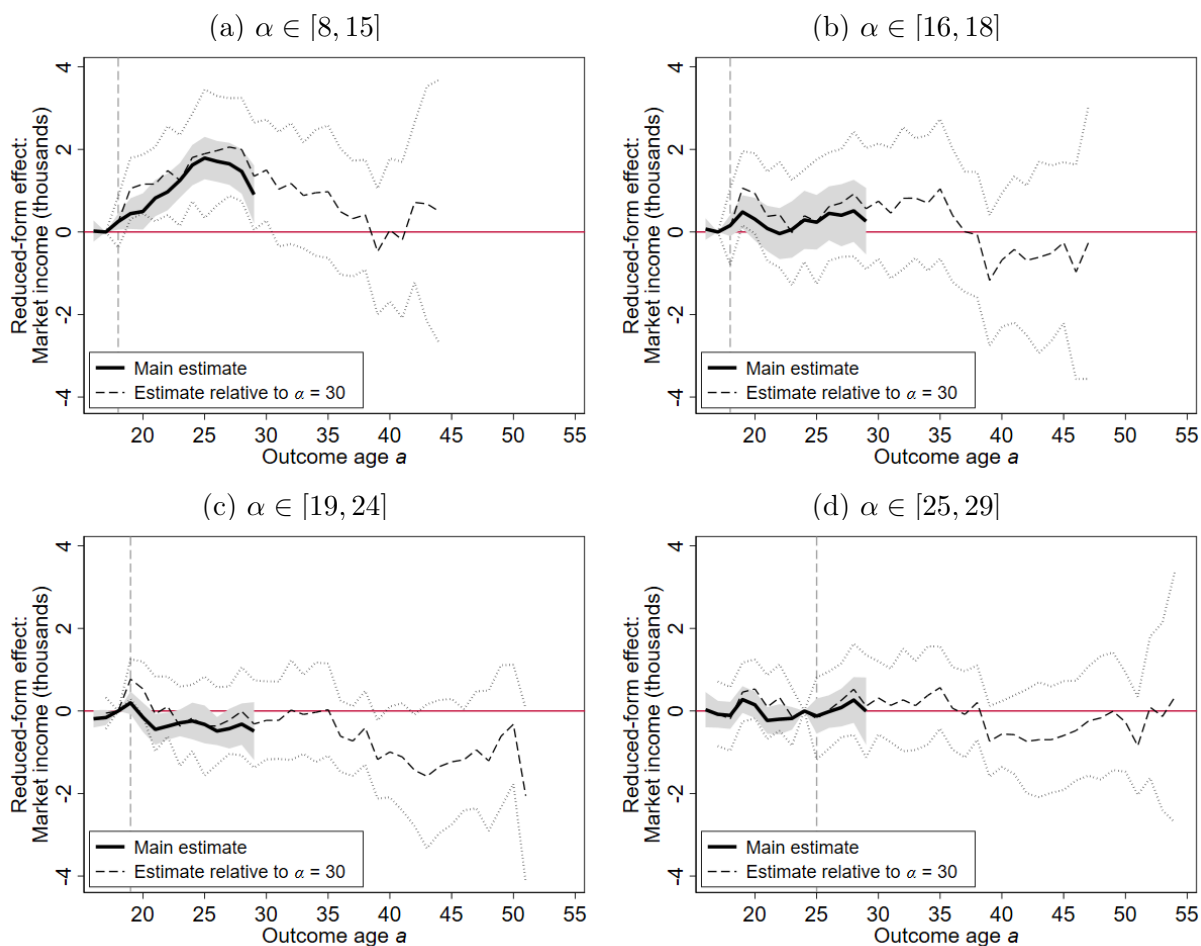 (a) α ∈ [8, 15]
4
2
0
-2
-4
Reduced-form effect:
Market income (thousands)
Main estimate
Estimate relative to α = 30
20 25 30 35 40 45 50 55
Outcome age a
(b) α ∈ [16, 18]
4
2
0
-2
-4
Reduced-form effect:
Market income (thousands)
Main estimate
Estimate relative to α = 30
20 25 30 35 40 45 50 55
Outcome age a
(c) α ∈ [19, 24]
4
2
0
-2
-4
Reduced-form effect:
Market income (thousands)
Main estimate
Estimate relative to α = 30
20 25 30 35 40 45 50 55
Outcome age a
(d) α ∈ [25, 29]
4
2
0
-2
-4
Reduced-form effect:
Market income (thousands)
Main estimate
Estimate relative to α = 30
20 25 30 35 40 45 50 55
Outcome age a